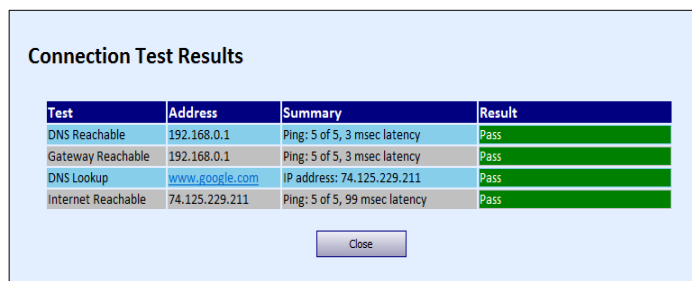 Connection Test Results
Test Address Summary Result
DNS Reachable 192.168.0.1 Ping: 5 of 5, 3 msec latency Pass
Gateway Reachable 192.168.0.1 Ping: 5 of 5, 3 msec latency Pass
DNS Lookup www.google.com IP address: 74.125.229.211 Pass
Internet Reachable 74.125.229.211 Ping: 5 of 5, 99 msec latency Pass
Close